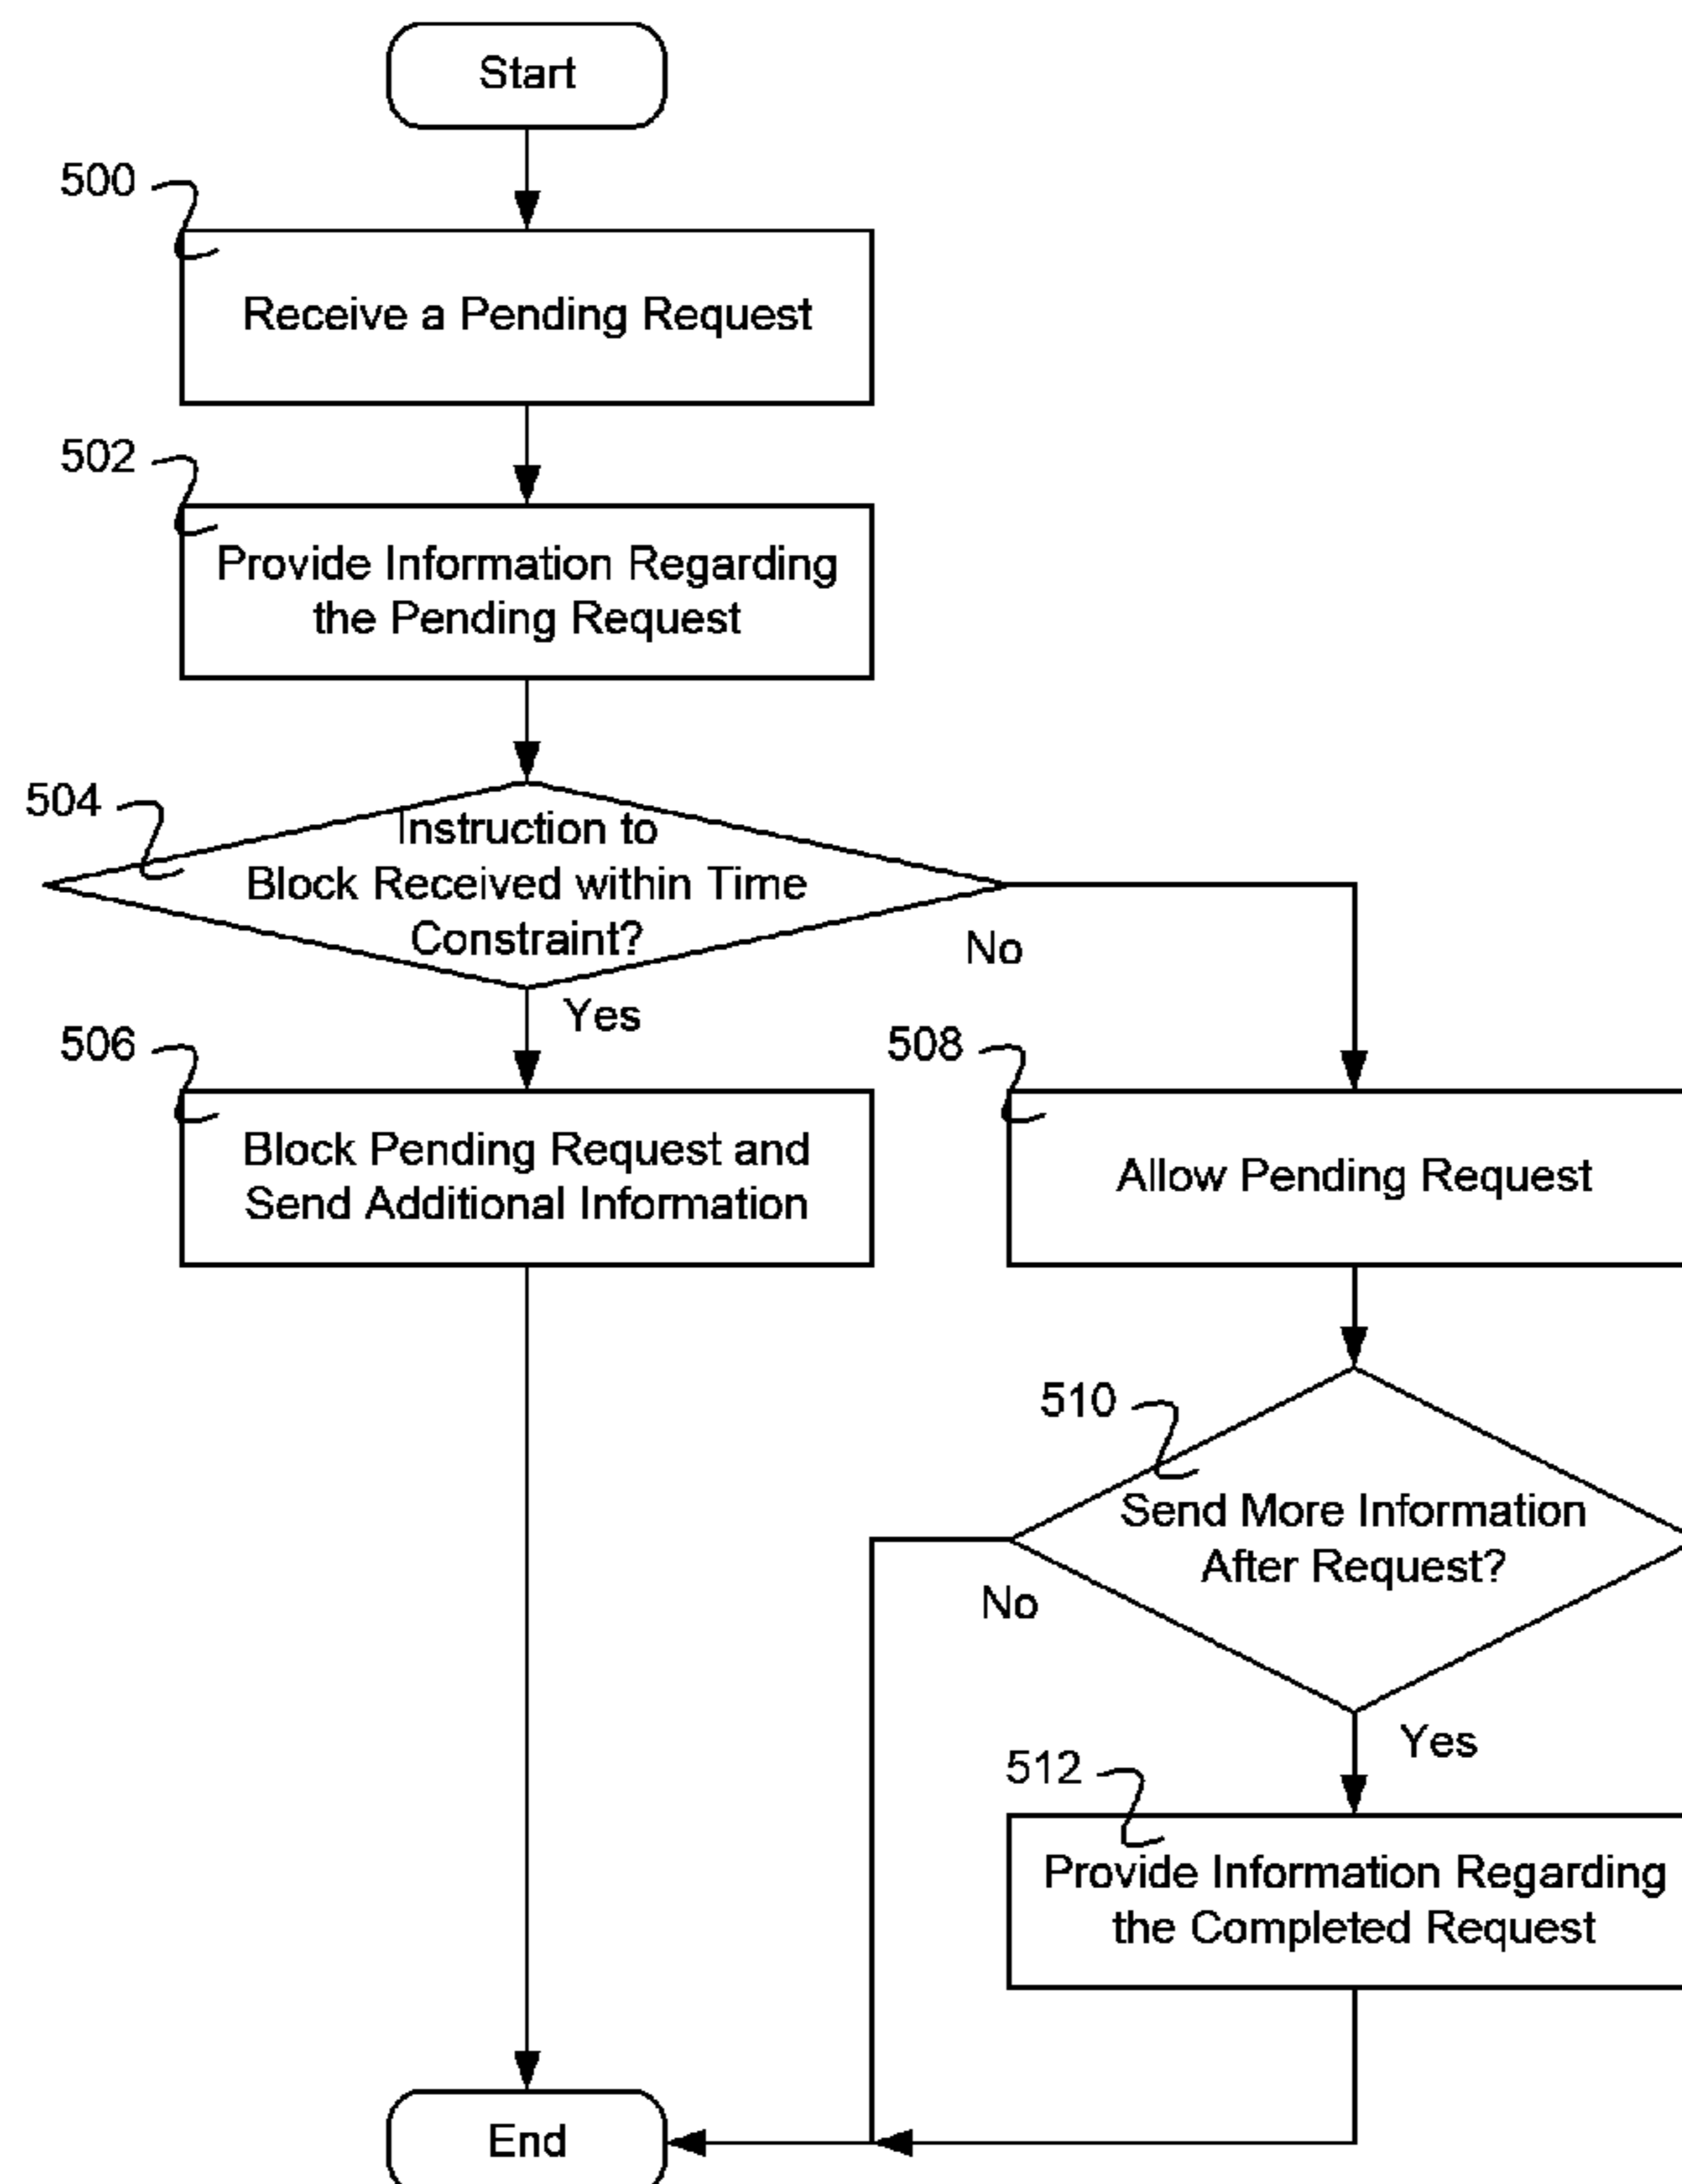 Start
500
Receive a Pending Request
502
Provide Information Regarding
the Pending Request
504
Instruction to
Block Received within Time
Constraint?
No
Yes
506
Block Pending Request and
Send Additional Information
508
Allow Pending Request
510
Send More Information
After Request?
No
Yes
512
Provide Information Regarding
the Completed Request
End